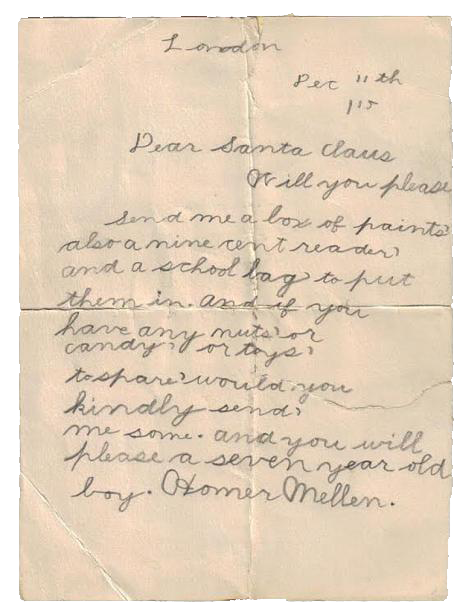 London
Dec 11th
1915
Dear Santa Claus
Will you please
send me a box of paints,
also a nine cent reader,
and a school bag, to put
them in. and if you
have any nuts, or
candy, or toys,
to spare, would you
kindly send,
me some. and you will
please a seven year old
boy. Homer Mellen.